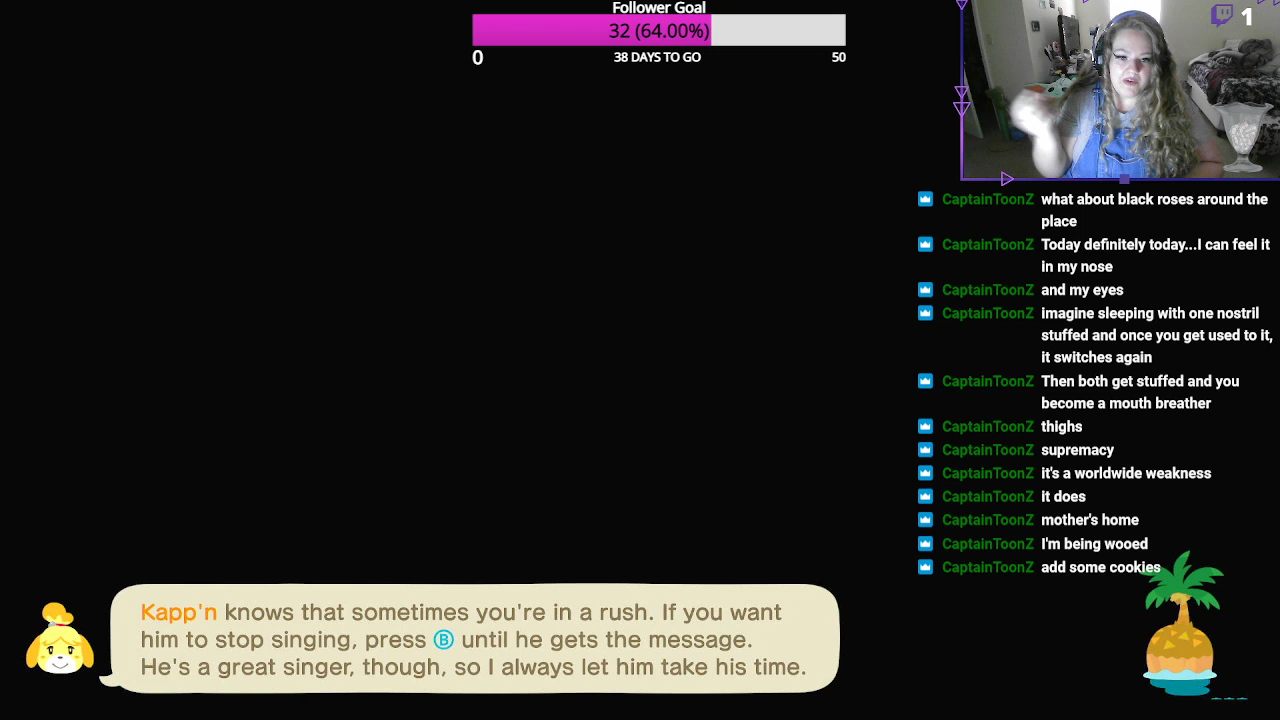 Follower Goal
32 (64.00%)
0
38 DAYS TO GO
50
1
CaptainToonZ what about black roses around the
place
CaptainToonZ Today definitely today...I can feel it
in my nose
CaptainToonZ and my eyes
CaptainToonZ imagine sleeping with one nostril
stuffed and once you get used to it,
it switches again
CaptainToonZ Then both get stuffed and you
become a mouth breather
CaptainToonZ thighs
CaptainToonZ supremacy
CaptainToonZ it's a worldwide weakness
CaptainToonZ it does
CaptainToonZ mother's home
CaptainToonZ I'm being wooed
CaptainToonZ add some cookies
Kapp'n knows that sometimes you're in a rush. If you want
him to stop singing, press B until he gets the message.
He's a great singer, though, so I always let him take his time.